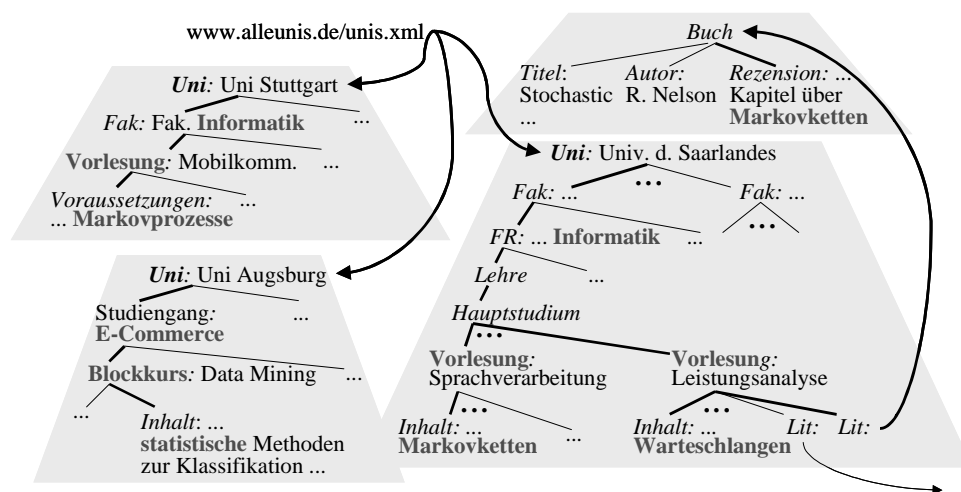 www.alleunis.de/unis.xml
Buch
Titel:
Stochastic
...
Autor:
R. Nelson
Rezension: ...
Kapitel über
Markovketten
Uni: Uni Stuttgart
Fak: Fak. Informatik
...
Vorlesung: Mobilkomm.
...
Voraussetzungen:
...
... Markovprozesse
Uni: Univ. d. Saarlandes
Fak: ...
...
Fak: ...
FR: ... Informatik
...
...
Lehre
...
Hauptstudium
...
Vorlesung:
Sprachverarbeitung
Vorlesung:
Leistungsanalyse
...
...
Inhalt: ...
Markovketten
...
Inhalt: ...
Warteschlangen
Lit:
Lit:
Uni: Uni Augsburg
Studiengang:
...
E-Commerce
Blockkurs: Data Mining
...
...
Inhalt: ...
statistische Methoden
zur Klassifikation ...